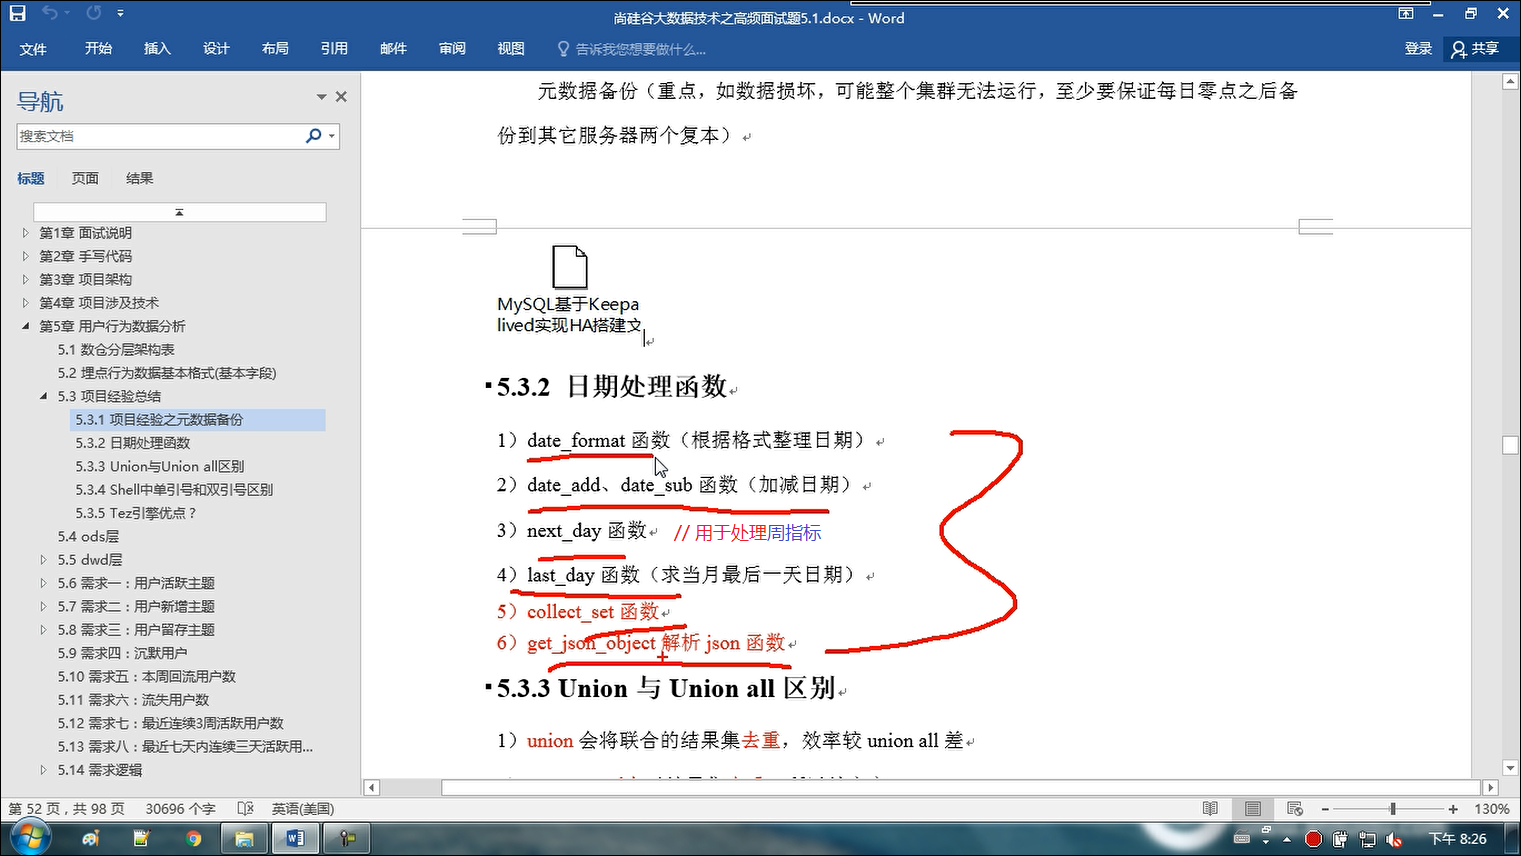 尚硅谷大数据技术之高频面试题5.1.docx - Word
文件 开始 插入 设计 布局 引用 邮件 审阅 视图 告诉我您想要做什么... 登录 共享
导航
搜索文档
标题 页面 结果
第1章 面试说明
第2章 手写代码
第3章 项目架构
第4章 项目涉及技术
第5章 用户行为数据分析
5.1 数仓分层架构表
5.2 埋点行为数据基本格式(基本字段)
5.3 项目经验总结
5.3.1 项目经验之元数据备份
5.3.2 日期处理函数
5.3.3 Union与Union all区别
5.3.4 Shell中单引号和双引号区别
5.3.5 Tez引擎优点？
5.4 ods层
5.5 dwd层
5.6 需求一：用户活跃主题
5.7 需求二：用户新增主题
5.8 需求三：用户留存主题
5.9 需求四：沉默用户
5.10 需求五：本周回流用户数
5.11 需求六：流失用户数
5.12 需求七：最近连续3周活跃用户数
5.13 需求八：最近七天内连续三天活跃用...
5.14 需求逻辑
元数据备份（重点，如数据损坏，可能整个集群无法运行，至少要保证每日零点之后备
份到其它服务器两个复本）
MySQL基于Keepa
lived实现HA搭建文
5.3.2 日期处理函数
1）date_format 函数（根据格式整理日期）
2）date_add、date_sub 函数（加减日期）
3）next_day 函数 // 用于处理周指标
4）last_day 函数（求当月最后一天日期）
5）collect_set 函数
6）get_json_object 解析 json 函数
5.3.3 Union 与 Union all 区别
1）union 会将联合的结果集去重，效率较 union all 差
第 52 页，共 98 页 30696 个字 英语(美国) 130%
下午 8:26